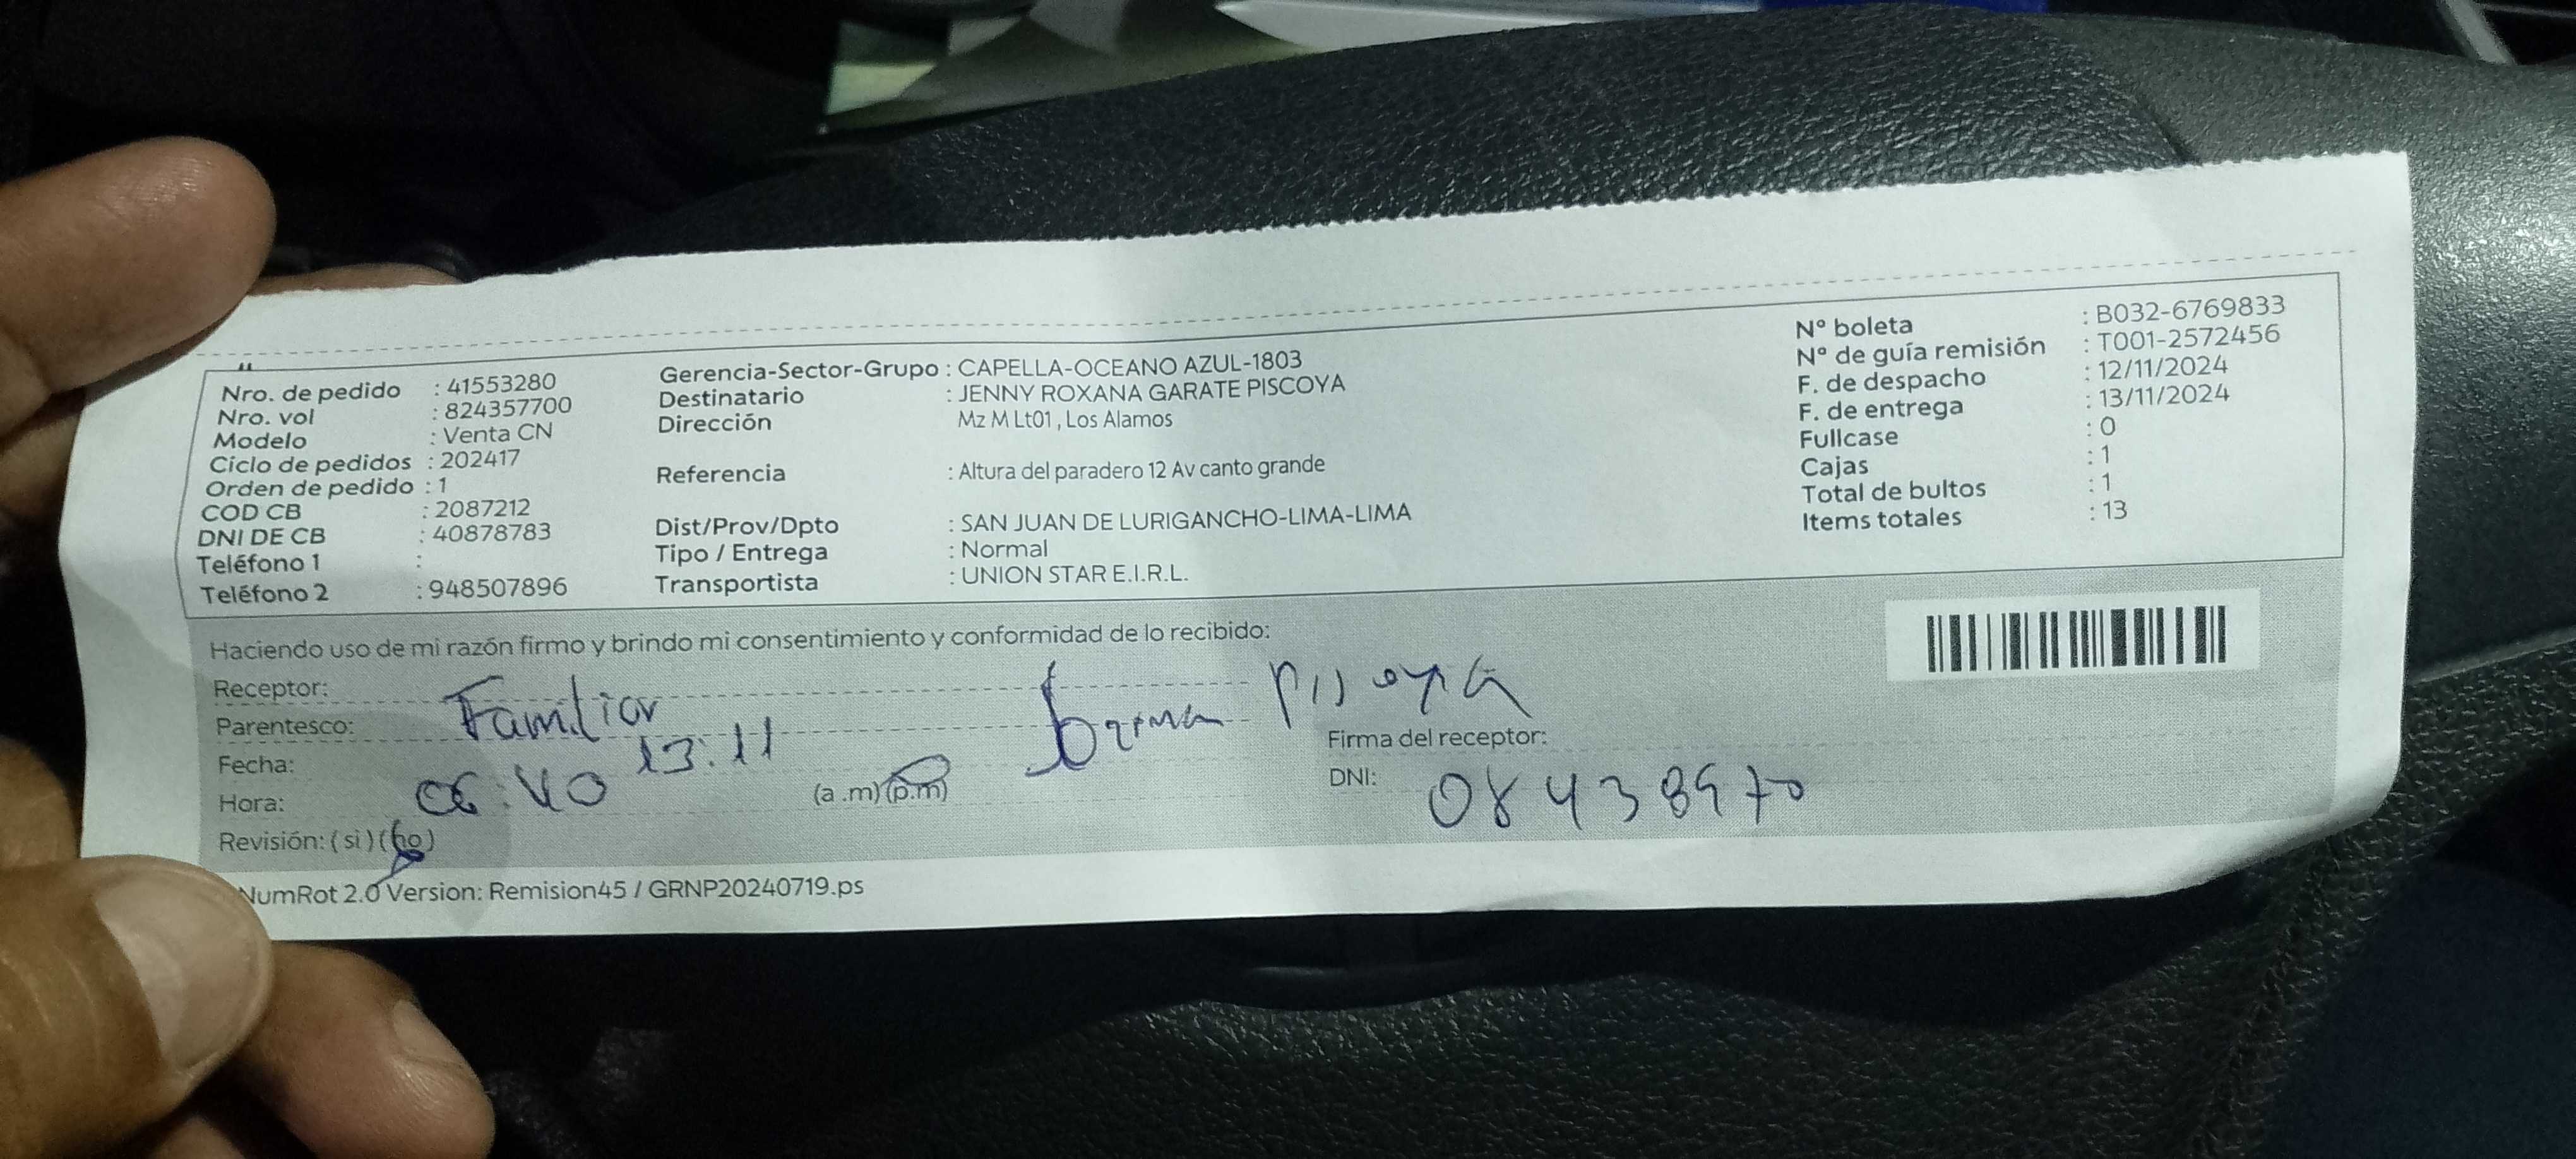 Nro. de pedido : 41553280
Nro. vol : 824357700
Modelo : Venta CN
Ciclo de pedidos : 202417
Orden de pedido : 1
COD CB : 2087212
DNI DE CB : 40878783
Teléfono 1 :
Teléfono 2 : 948507896
Gerencia-Sector-Grupo : CAPELLA-OCEANO AZUL-1803
Destinatario : JENNY ROXANA GARATE PISCOYA
Dirección Mz M Lt01 , Los Alamos
Referencia : Altura del paradero 12 Av canto grande
Dist/Prov/Dpto : SAN JUAN DE LURIGANCHO-LIMA-LIMA
Tipo / Entrega : Normal
Transportista : UNION STAR E.I.R.L.
N° boleta : B032-6769833
N° de guía remisión : T001-2572456
F. de despacho : 12/11/2024
F. de entrega : 13/11/2024
Fullcase : 0
Cajas : 1
Total de bultos : 1
Items totales : 13
Haciendo uso de mi razón firmo y brindo mi consentimiento y conformidad de lo recibido:
Receptor:
Parentesco: Familiar
Fecha: 13.11
Hora: 06:40 (a .m) (p.m)
Revisión: ( si ) (no)
Piscoya
Firma del receptor:
DNI: 08438970
NumRot 2.0 Version: Remision45 / GRNP20240719.ps